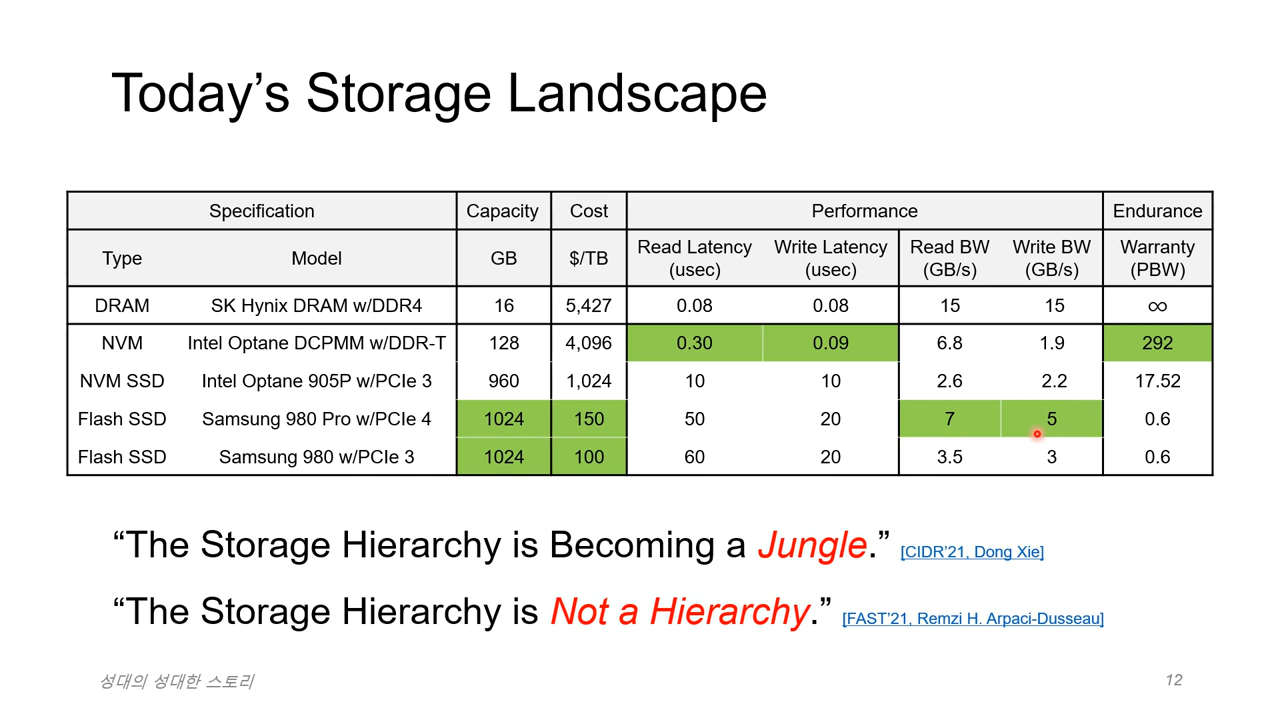 Today’s Storage Landscape
Specification Capacity Cost Performance Endurance
Type Model GB $/TB Read Latency (usec) Write Latency (usec) Read BW (GB/s) Write BW (GB/s) Warranty (PBW)
DRAM SK Hynix DRAM w/DDR4 16 5,427 0.08 0.08 15 15 ∞
NVM Intel Optane DCPMM w/DDR-T 128 4,096 0.30 0.09 6.8 1.9 292
NVM SSD Intel Optane 905P w/PCIe 3 960 1,024 10 10 2.6 2.2 17.52
Flash SSD Samsung 980 Pro w/PCIe 4 1024 150 50 20 7 5 0.6
Flash SSD Samsung 980 w/PCIe 3 1024 100 60 20 3.5 3 0.6
“The Storage Hierarchy is Becoming a Jungle.” [CIDR’21, Dong Xie]
“The Storage Hierarchy is Not a Hierarchy.” [FAST’21, Remzi H. Arpaci-Dusseau]
성대의 성대한 스토리 12